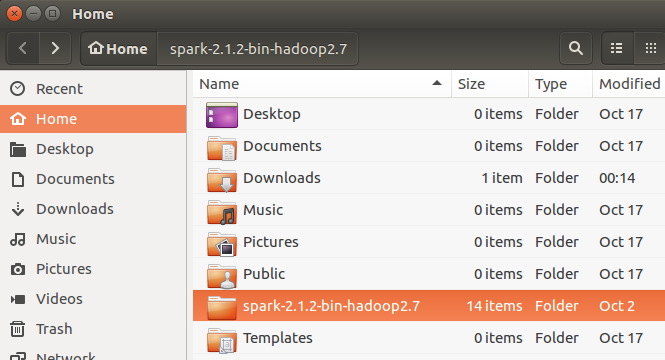 Home
Home spark-2.1.2-bin-hadoop2.7
Recent
Home
Desktop
Documents
Downloads
Music
Pictures
Videos
Trash
Network
Name Size Type Modified
Desktop 0 items Folder Oct 17
Documents 0 items Folder Oct 17
Downloads 1 item Folder 00:14
Music 0 items Folder Oct 17
Pictures 0 items Folder Oct 17
Public 0 items Folder Oct 17
spark-2.1.2-bin-hadoop2.7 14 items Folder Oct 2
Templates 0 items Folder Oct 17